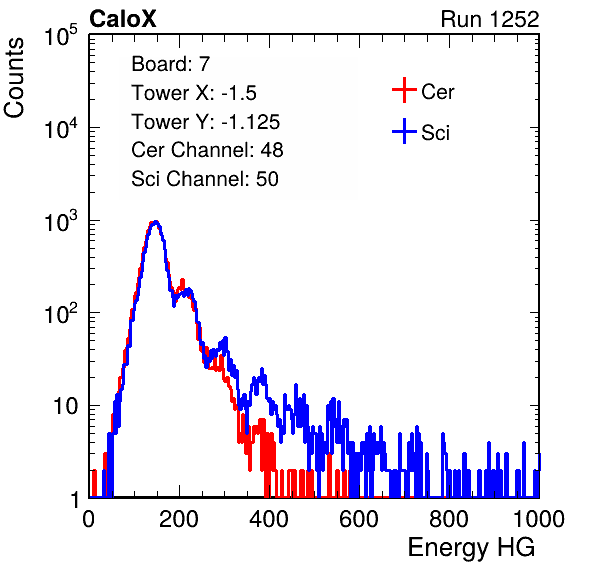 CaloX Run 1252
Counts
Board: 7
Tower X: -1.5
Tower Y: -1.125
Cer Channel: 48
Sci Channel: 50
Cer
Sci
10^5
10^4
10^3
10^2
10
1
0 200 400 600 800 1000
Energy HG